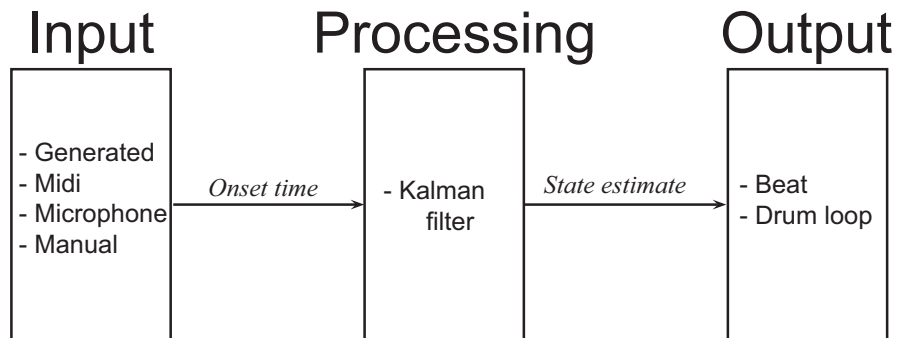 Input
Processing
Output
- Generated
- Midi
- Microphone
- Manual
Onset time
- Kalman
filter
State estimate
- Beat
- Drum loop